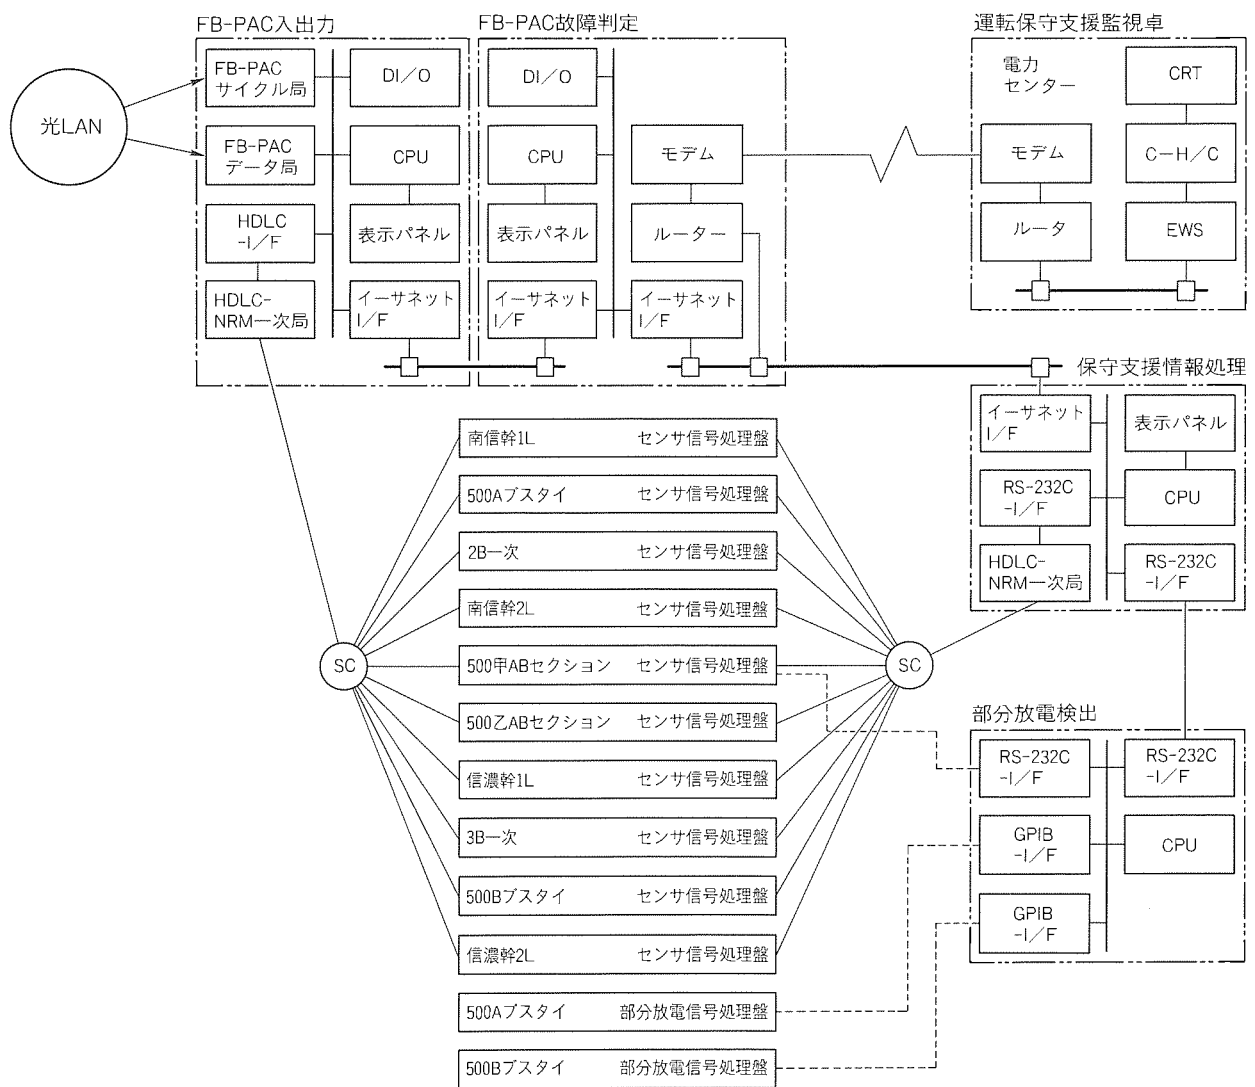 FB-PAC入出力
FB-PAC故障判定
運転保守支援監視卓
光LAN
FB-PAC
サイクル局
DI/O
FB-PAC
データ局
CPU
HDLC
-I/F
表示パネル
HDLC-
NRM一次局
イーサネット
I/F
DI/O
CPU
モデム
表示パネル
ルーター
イーサネット
I/F
イーサネット
I/F
電力
センター
CRT
モデム
C-H/C
ルータ
EWS
保守支援情報処理
イーサネット
I/F
表示パネル
RS-232C
-I/F
CPU
HDLC-
NRM一次局
RS-232C
-I/F
SC
南信幹1L センサ信号処理盤
500Aブスタイ センサ信号処理盤
2B一次 センサ信号処理盤
南信幹2L センサ信号処理盤
500甲ABセクション センサ信号処理盤
500乙ABセクション センサ信号処理盤
信濃幹1L センサ信号処理盤
3B一次 センサ信号処理盤
500Bブスタイ センサ信号処理盤
信濃幹2L センサ信号処理盤
500Aブスタイ 部分放電信号処理盤
500Bブスタイ 部分放電信号処理盤
SC
部分放電検出
RS-232C
-I/F
RS-232C
-I/F
GPIB
-I/F
CPU
GPIB
-I/F